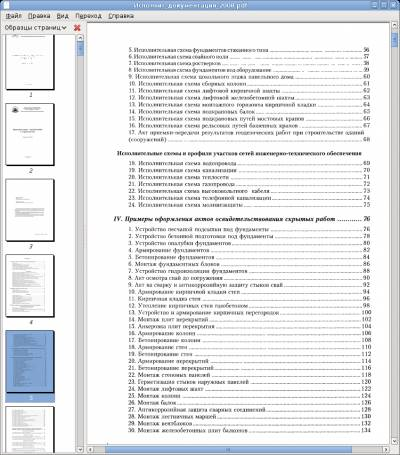 Исполнит_документация_2008.pdf
Файл Правка Вид Переход Справка
Образцы страниц
1
2
3
4
5
5. Исполнительная схема фундаментов стаканного типа 56
6. Исполнительная схема свайного поля 57
7. Исполнительная схема ростверков 58
8. Исполнительная схема фундаментов под оборудование 59
9. Исполнительная схема цокольного этажа панельного дома 60
10. Исполнительная схема сборных колонн 61
11. Исполнительная схема лифтовой кирпичной шахты 62
12. Исполнительная схема лифтовой железобетонной шахты 63
13. Исполнительная схема монтажного горизонта кирпичной кладки 64
14. Исполнительная схема подкрановых балок 65
15. Исполнительная схема подкрановых путей мостовых кранов 66
16. Исполнительная схема рельсовых путей башенных кранов 67
17. Акт приемки-передачи результатов геодезических работ при строительстве зданий
(сооружений) 68
Исполнительные схемы и профили участков сетей инженерно-технического обеспечения
18. Исполнительная схема водопровода 69
19. Исполнительная схема канализации 70
20. Исполнительная схема теплосети 71
21. Исполнительная схема газопровода 72
22. Исполнительная схема высоковольтного кабеля 73
23. Исполнительная схема телефонной канализации 74
24. Исполнительная схема молниезащиты 75
IV. Примеры оформления актов освидетельствования скрытых работ 76
1. Устройство песчаной подсыпки под фундаменты 76
2. Устройство бетонной подготовки под фундаменты 78
3. Устройство опалубки фундаментов 80
4. Армирование фундаментов 82
5. Бетонирование фундаментов 84
6. Монтаж фундаментных блоков 86
7. Устройство гидроизоляции фундаментов 88
8. Акт осмотра свай до погружения 90
9. Акт на сварку и антикоррозийную защиту стыков свай 92
10. Армирование кирпичной кладки стен 94
11. Кирпичная кладка стен 96
12. Утепление кирпичных стен пенобетоном 98
13. Устройство и армирование кирпичных перегородок 100
14. Монтаж плит перекрытий 102
15. Анкеровка плит перекрытия 104
16. Армирование колонн 106
17. Бетонирование колонн 108
18. Армирование стен 110
19. Бетонирование стен 112
20. Армирование перекрытий 114
21. Бетонирование перекрытий 116
22. Монтаж стеновых панелей 118
23. Герметизация стыков наружных панелей 120
24. Монтаж лифтовых шахт 122
25. Монтаж колонн 124
26. Монтаж балок 126
27. Антикоррозийная защита сварных соединений 128
28. Монтаж лестничных маршей 130
29. Монтаж вентблоков 132
30. Монтаж железобетонных плит балконов 134